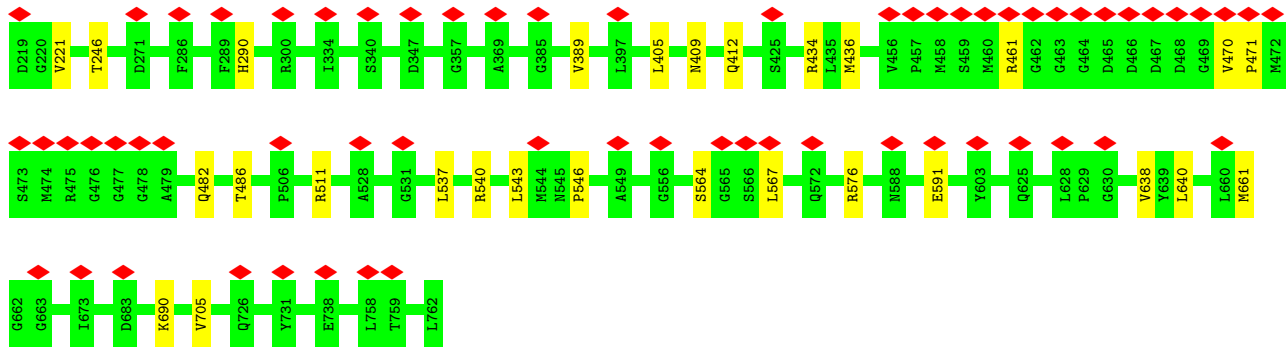 D219 G220 V221 T246 D271 F286 F289 H290 R300 I334 S340 D347 G357 A369 G385 V389 L397 L405 N409 Q412 S425 R434 L435 M436 V456 P457 M458 S459 M460 R461 G462 G463 G464 D465 D466 D467 D468 G469 V470 P471 M472
S473 M474 R475 G476 G477 G478 A479 Q482 T486 P506 R511 A528 G531 L537 R540 L543 M544 N545 P546 A549 G556 S564 G565 S566 L567 Q572 R576 N588 E591 Y603 Q625 L628 P629 G630 V638 Y639 L640 L660 M661
G662 G663 I673 D683 K690 V705 Q726 Y731 E738 L758 T759 L762